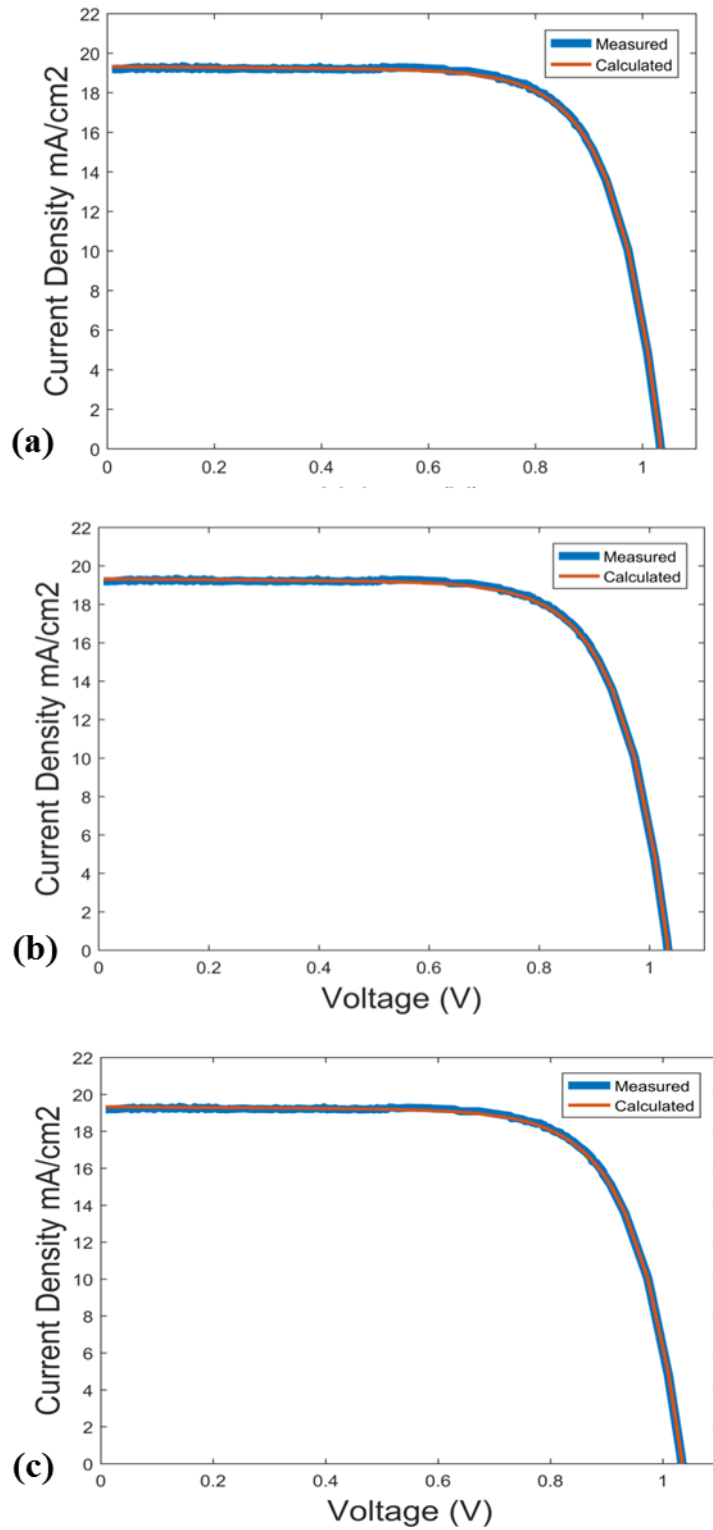 22
20
18
16
14
12
10
8
6
4
2
0
Current Density mA/cm2
Measured
Calculated
(a)
0 0.2 0.4 0.6 0.8 1
22
20
18
16
14
12
10
8
6
4
2
0
Current Density mA/cm2
Measured
Calculated
(b)
0 0.2 0.4 0.6 0.8 1
Voltage (V)
22
20
18
16
14
12
10
8
6
4
2
0
Current Density mA/cm2
Measured
Calculated
(c)
0 0.2 0.4 0.6 0.8 1
Voltage (V)